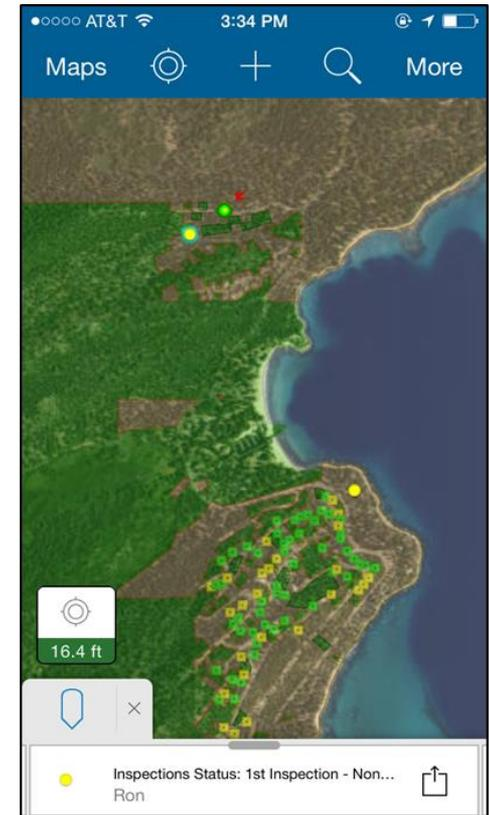 AT&T 3:34 PM
Maps More
16.4 ft
Inspections Status: 1st Inspection - Non...
Ron